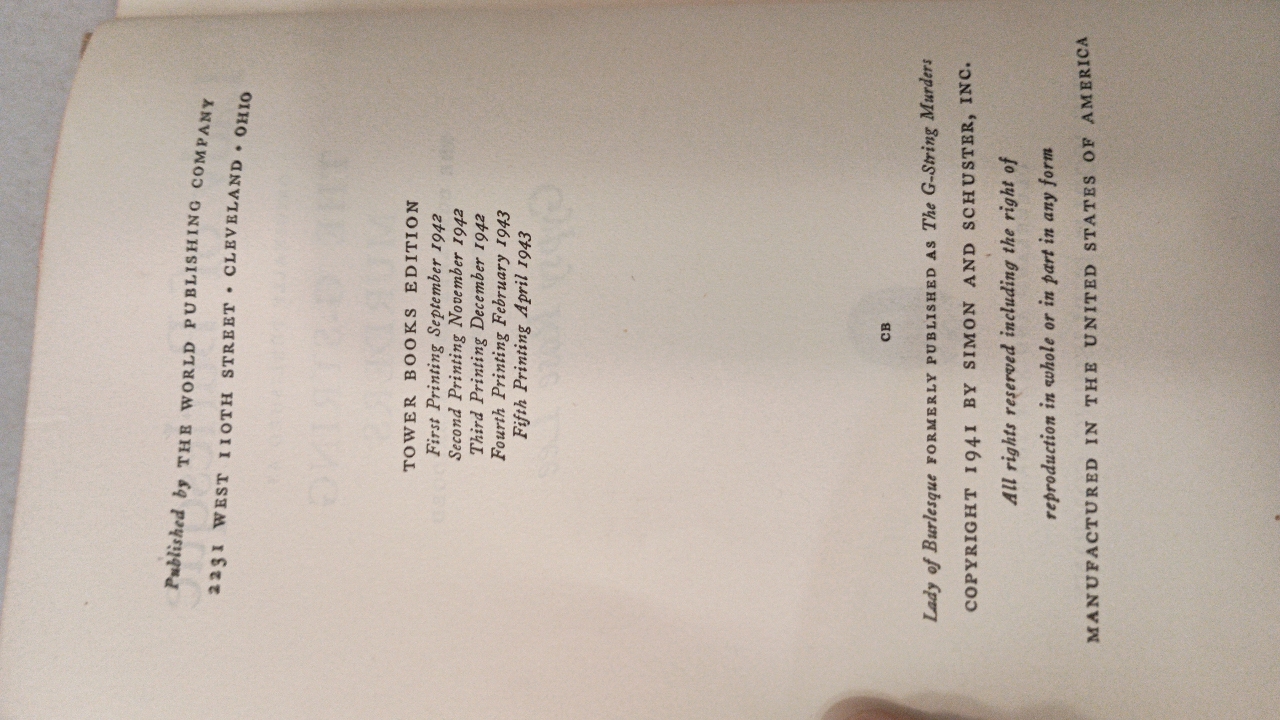 Published by THE WORLD PUBLISHING COMPANY
2231 WEST 110TH STREET • CLEVELAND • OHIO
TOWER BOOKS EDITION
First Printing September 1942
Second Printing November 1942
Third Printing December 1942
Fourth Printing February 1943
Fifth Printing April 1943
CB
Lady of Burlesque FORMERLY PUBLISHED AS The G-String Murders
COPYRIGHT 1941 BY SIMON AND SCHUSTER, INC.
All rights reserved including the right of
reproduction in whole or in part in any form
MANUFACTURED IN THE UNITED STATES OF AMERICA